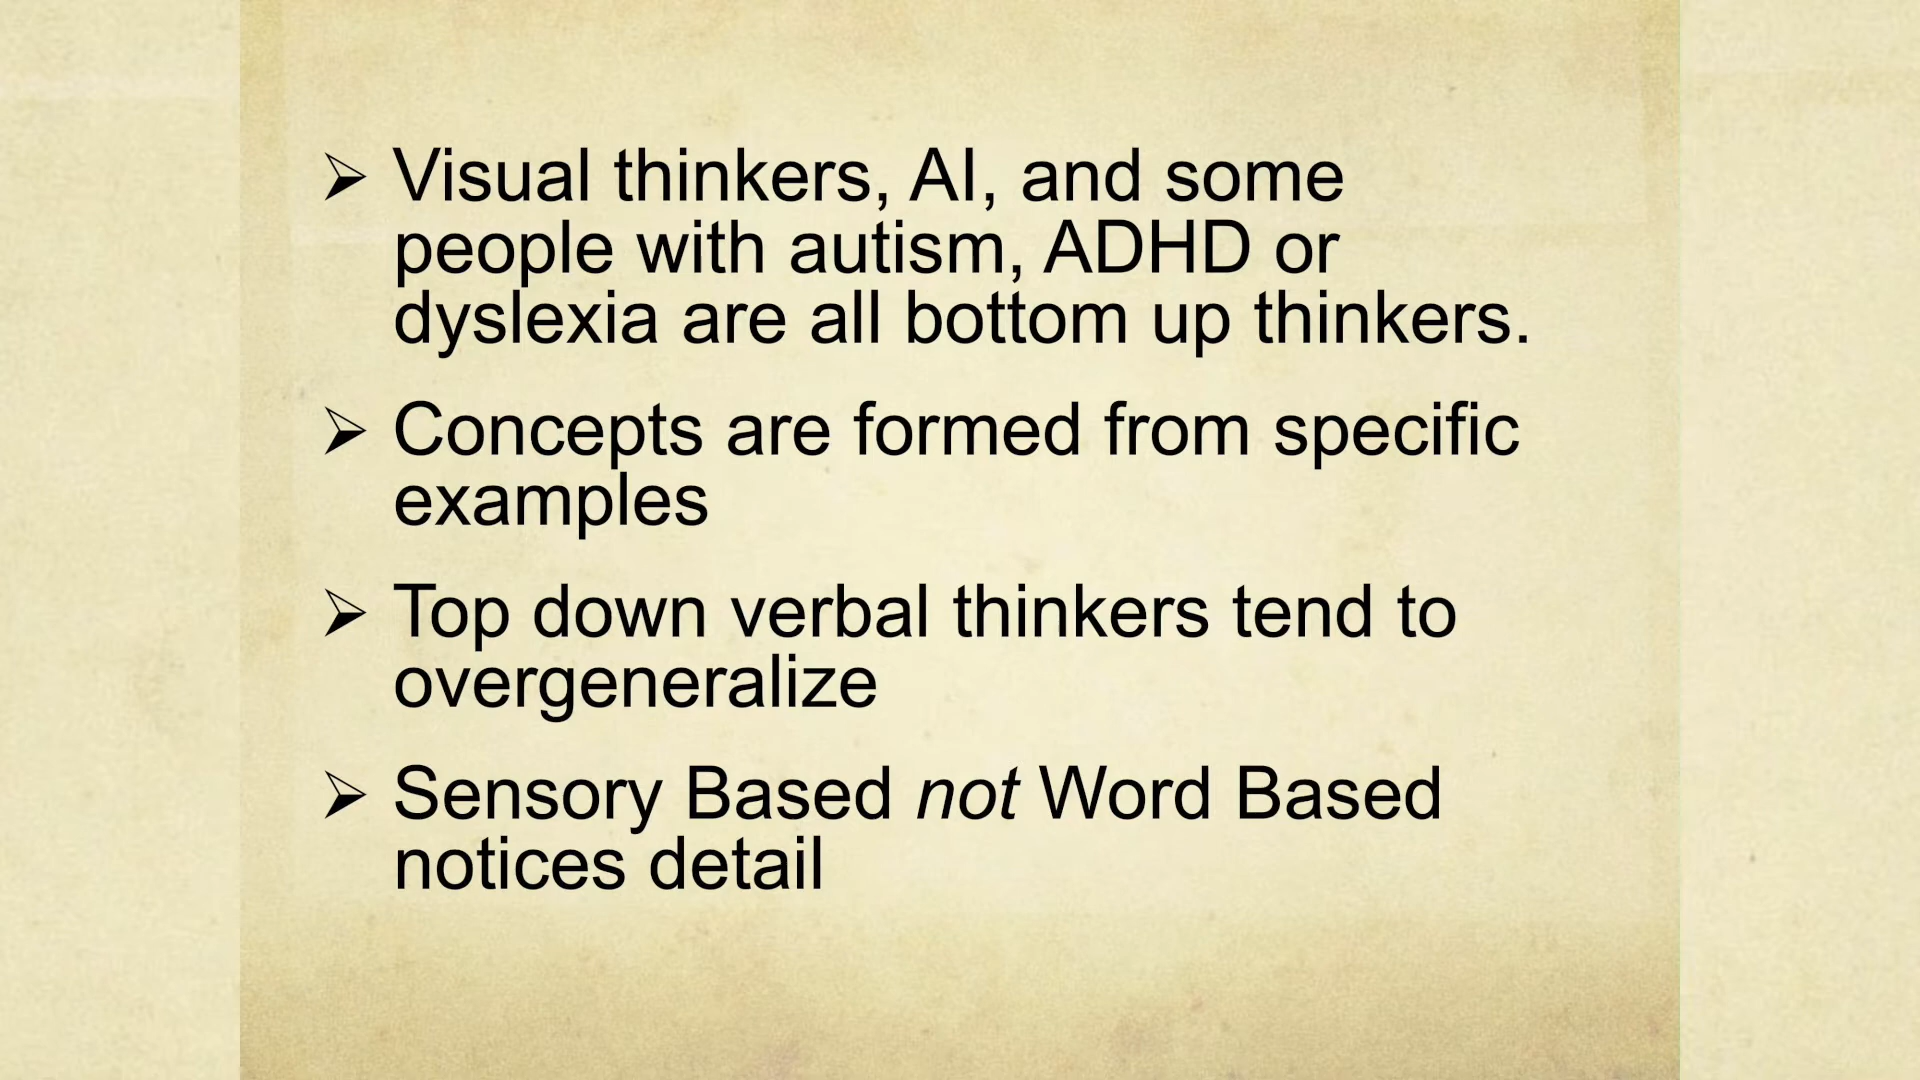 ➢ Visual thinkers, AI, and some
people with autism, ADHD or
dyslexia are all bottom up thinkers.
➢ Concepts are formed from specific
examples
➢ Top down verbal thinkers tend to
overgeneralize
➢ Sensory Based not Word Based
notices detail